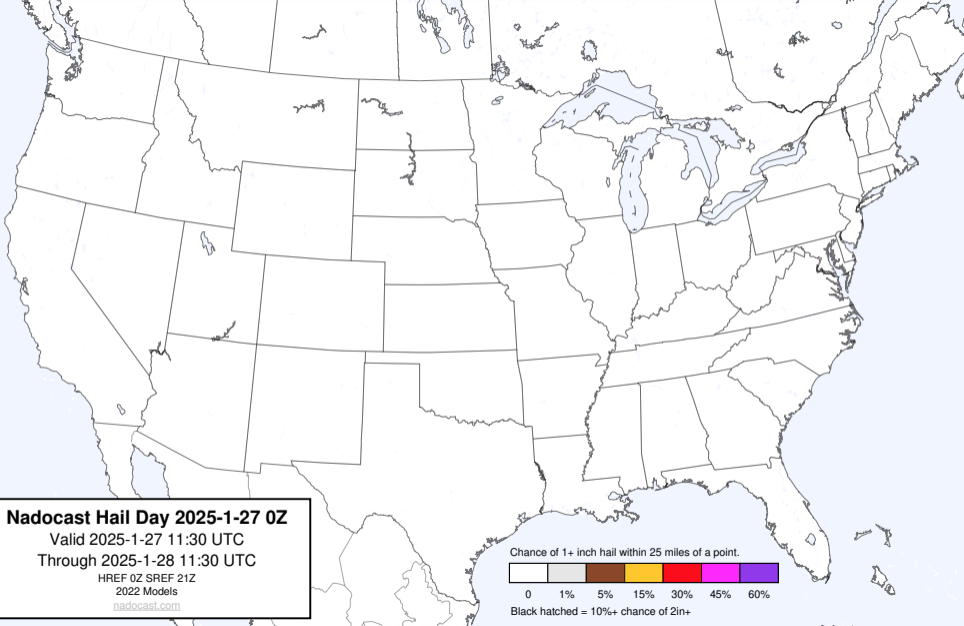 Nadocast Hail Day 2025-1-27 0Z
Valid 2025-1-27 11:30 UTC
Through 2025-1-28 11:30 UTC
HREF 0Z SREF 21Z
2022 Models
nadocast.com
Chance of 1+ inch hail within 25 miles of a point.
0 1% 5% 15% 30% 45% 60%
Black hatched = 10%+ chance of 2in+